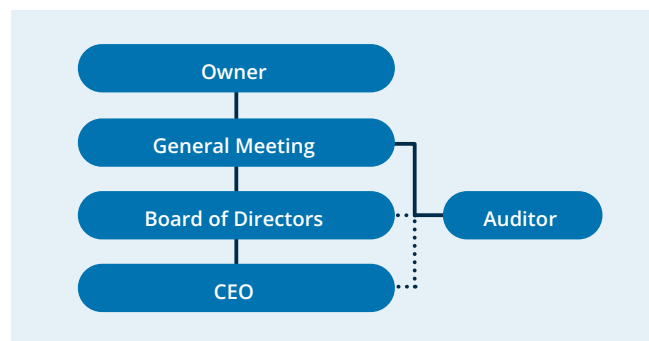 Owner
General Meeting
Board of Directors
Auditor
CEO